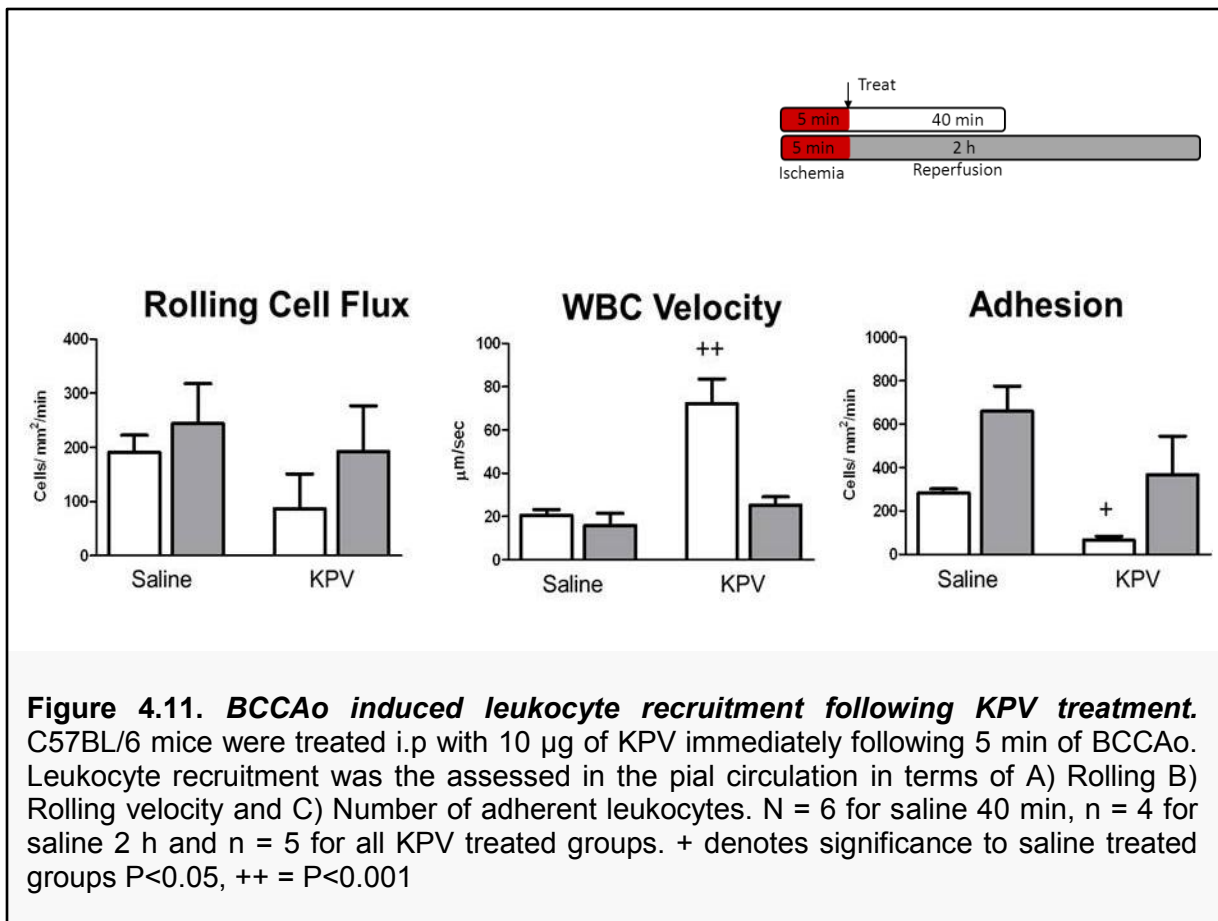 Treat
5 min 40 min
5 min 2 h
Ischemia Reperfusion
Rolling Cell Flux
400
300
200
100
0
Cells/ mm²/min
Saline KPV
WBC Velocity
100
80
60
40
20
0
µm/sec
++
Saline KPV
Adhesion
1000
800
600
400
200
0
Cells/ mm²/min
+
Saline KPV
Figure 4.11. BCCAo induced leukocyte recruitment following KPV treatment.
C57BL/6 mice were treated i.p with 10 µg of KPV immediately following 5 min of BCCAo.
Leukocyte recruitment was the assessed in the pial circulation in terms of A) Rolling B)
Rolling velocity and C) Number of adherent leukocytes. N = 6 for saline 40 min, n = 4 for
saline 2 h and n = 5 for all KPV treated groups. + denotes significance to saline treated
groups P<0.05, ++ = P<0.001